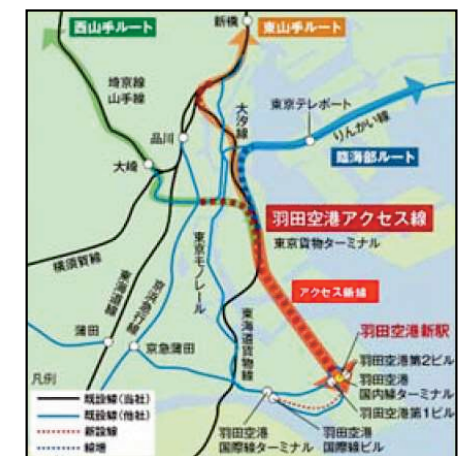 西山手ルート
新橋
東山手ルート
埼京線
山手線
大汐線
東京テレポート
りんかい線
品川
臨海部ルート
大崎
羽田空港アクセス線
東京貨物ターミナル
横須賀線
東海道線
京浜急行線
東京モノレール
アクセス新線
東海道貨物線
羽田空港新駅
蒲田
京急蒲田
羽田空港第2ビル
羽田空港
国内線ターミナル
羽田空港第1ビル
凡例
既設線(当社)
既設線(他社)
新設線
線増
羽田空港
国際線ターミナル
羽田空港
国際線ビル